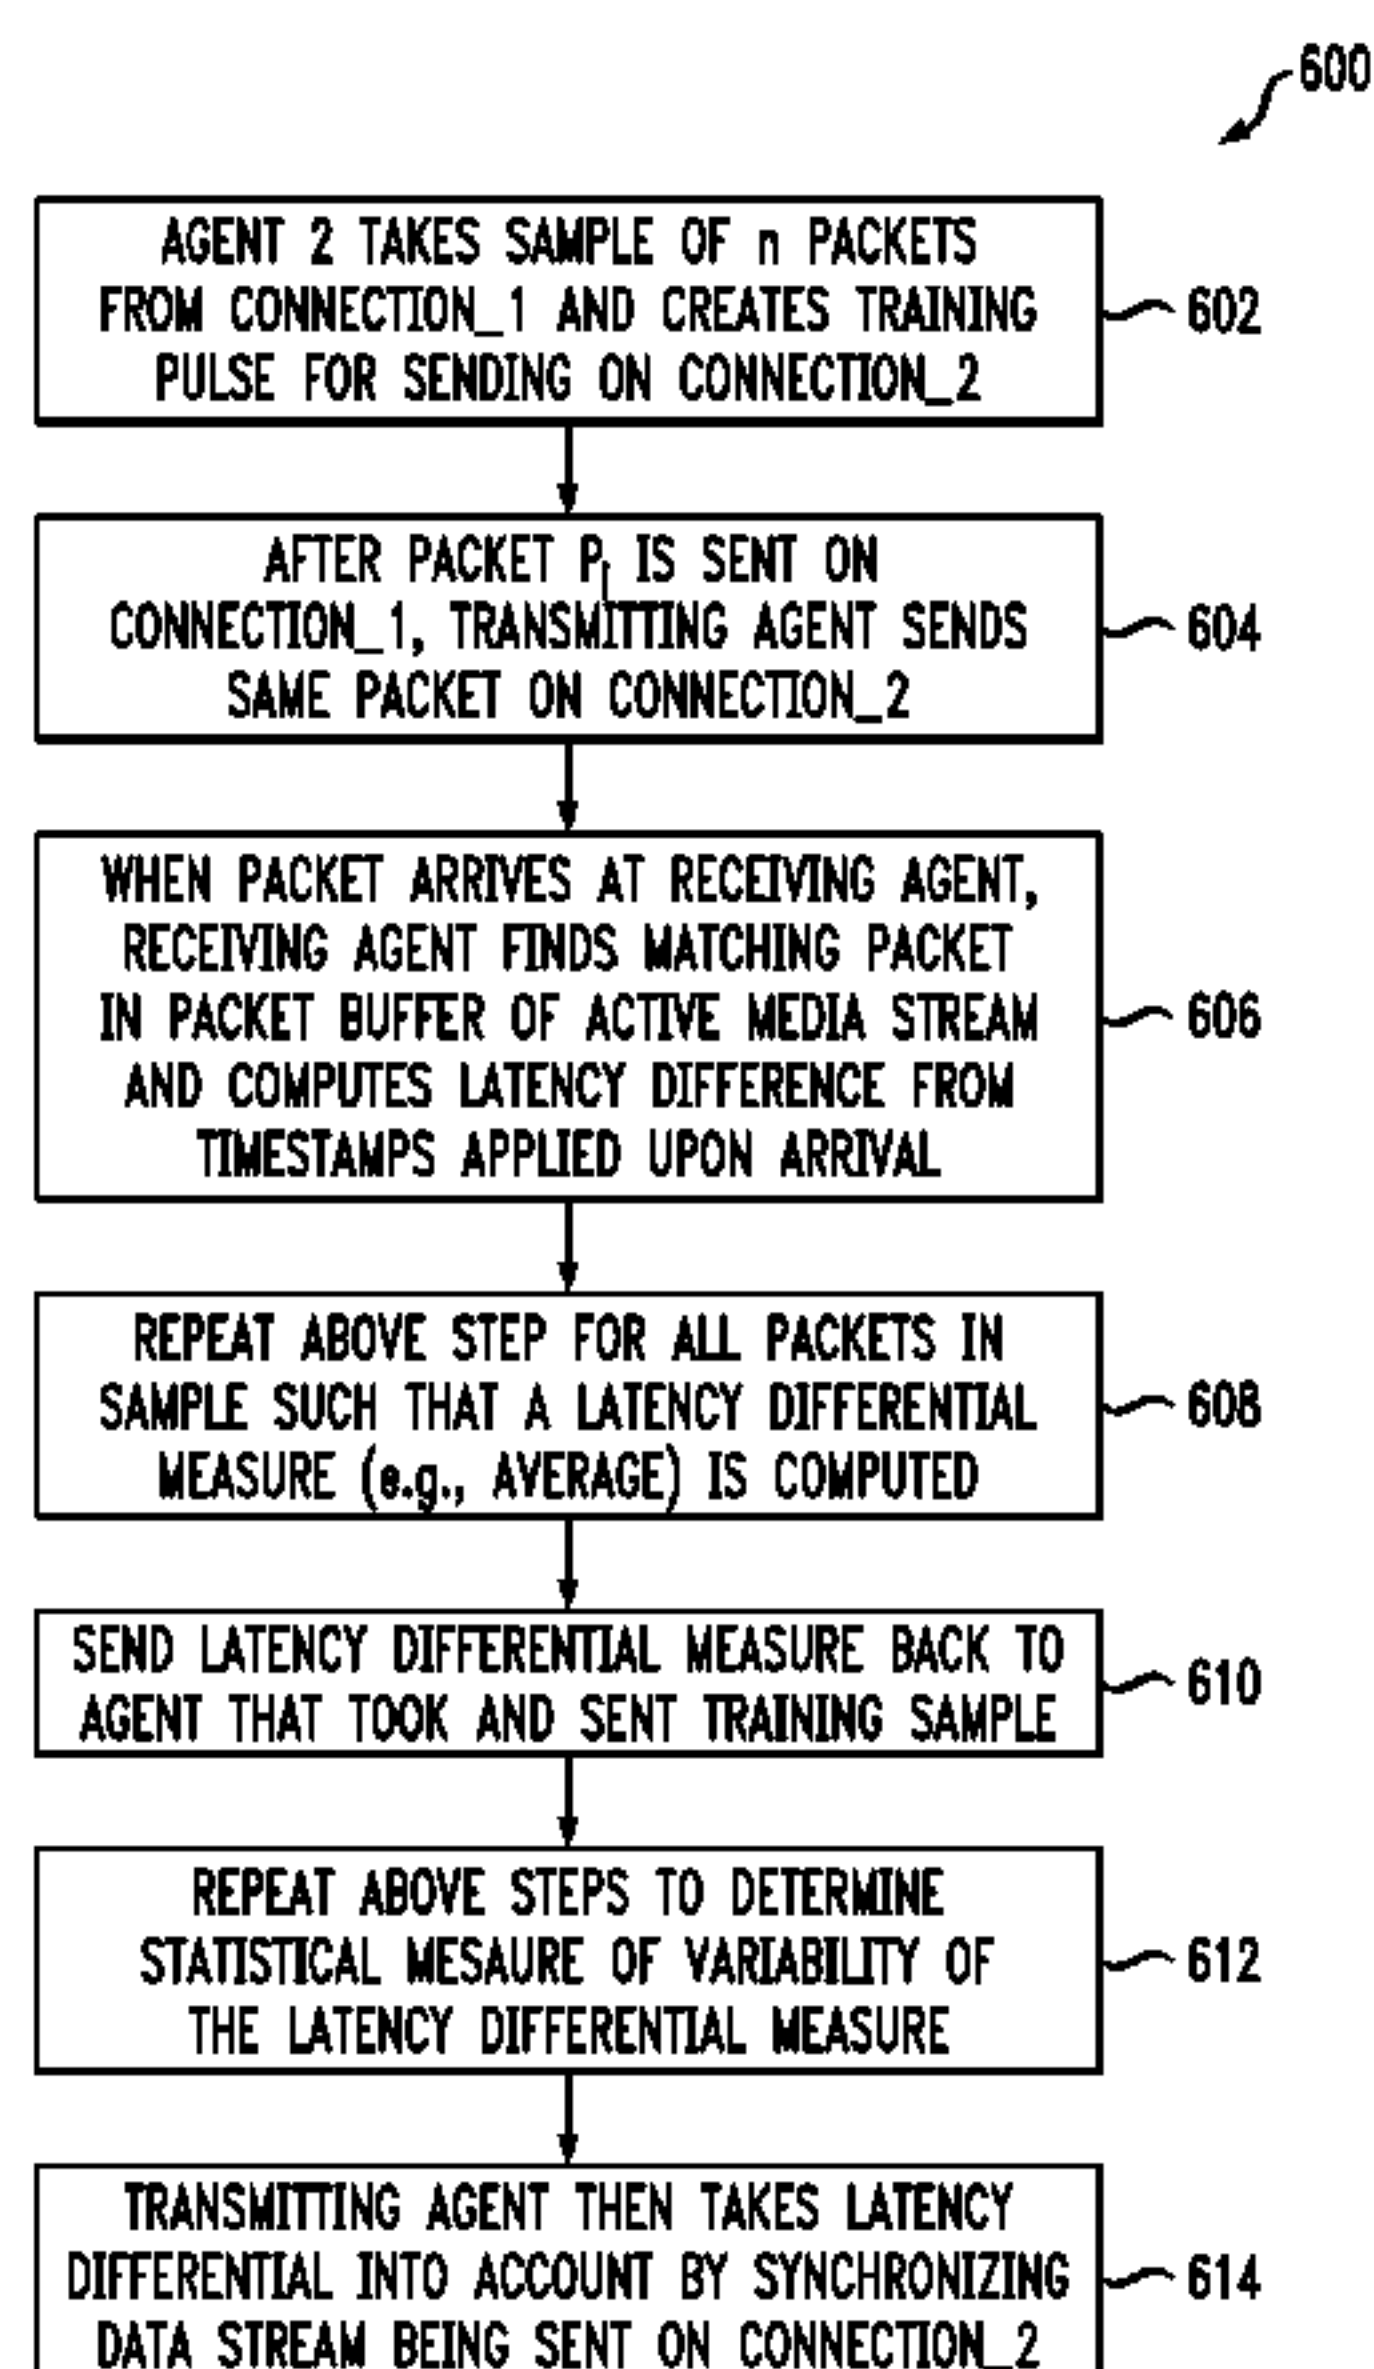 600
AGENT 2 TAKES SAMPLE OF n PACKETS
FROM CONNECTION_1 AND CREATES TRAINING
PULSE FOR SENDING ON CONNECTION_2
602
AFTER PACKET Pi IS SENT ON
CONNECTION_1, TRANSMITTING AGENT SENDS
SAME PACKET ON CONNECTION_2
604
WHEN PACKET ARRIVES AT RECEIVING AGENT,
RECEIVING AGENT FINDS MATCHING PACKET
IN PACKET BUFFER OF ACTIVE MEDIA STREAM
AND COMPUTES LATENCY DIFFERENCE FROM
TIMESTAMPS APPLIED UPON ARRIVAL
606
REPEAT ABOVE STEP FOR ALL PACKETS IN
SAMPLE SUCH THAT A LATENCY DIFFERENTIAL
MEASURE (e.g., AVERAGE) IS COMPUTED
608
SEND LATENCY DIFFERENTIAL MEASURE BACK TO
AGENT THAT TOOK AND SENT TRAINING SAMPLE
610
REPEAT ABOVE STEPS TO DETERMINE
STATISTICAL MESAURE OF VARIABILITY OF
THE LATENCY DIFFERENTIAL MEASURE
612
TRANSMITTING AGENT THEN TAKES LATENCY
DIFFERENTIAL INTO ACCOUNT BY SYNCHRONIZING
DATA STREAM BEING SENT ON CONNECTION_2
614